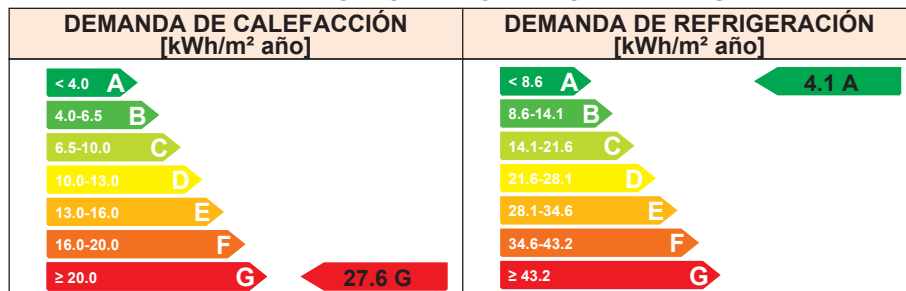 DEMANDA DE CALEFACCIÓN
[kWh/m² año]
< 4.0 A
4.0-6.5 B
6.5-10.0 C
10.0-13.0 D
13.0-16.0 E
16.0-20.0 F
≥ 20.0 G
27.6 G
DEMANDA DE REFRIGERACIÓN
[kWh/m² año]
< 8.6 A
4.1 A
8.6-14.1 B
14.1-21.6 C
21.6-28.1 D
28.1-34.6 E
34.6-43.2 F
≥ 43.2 G